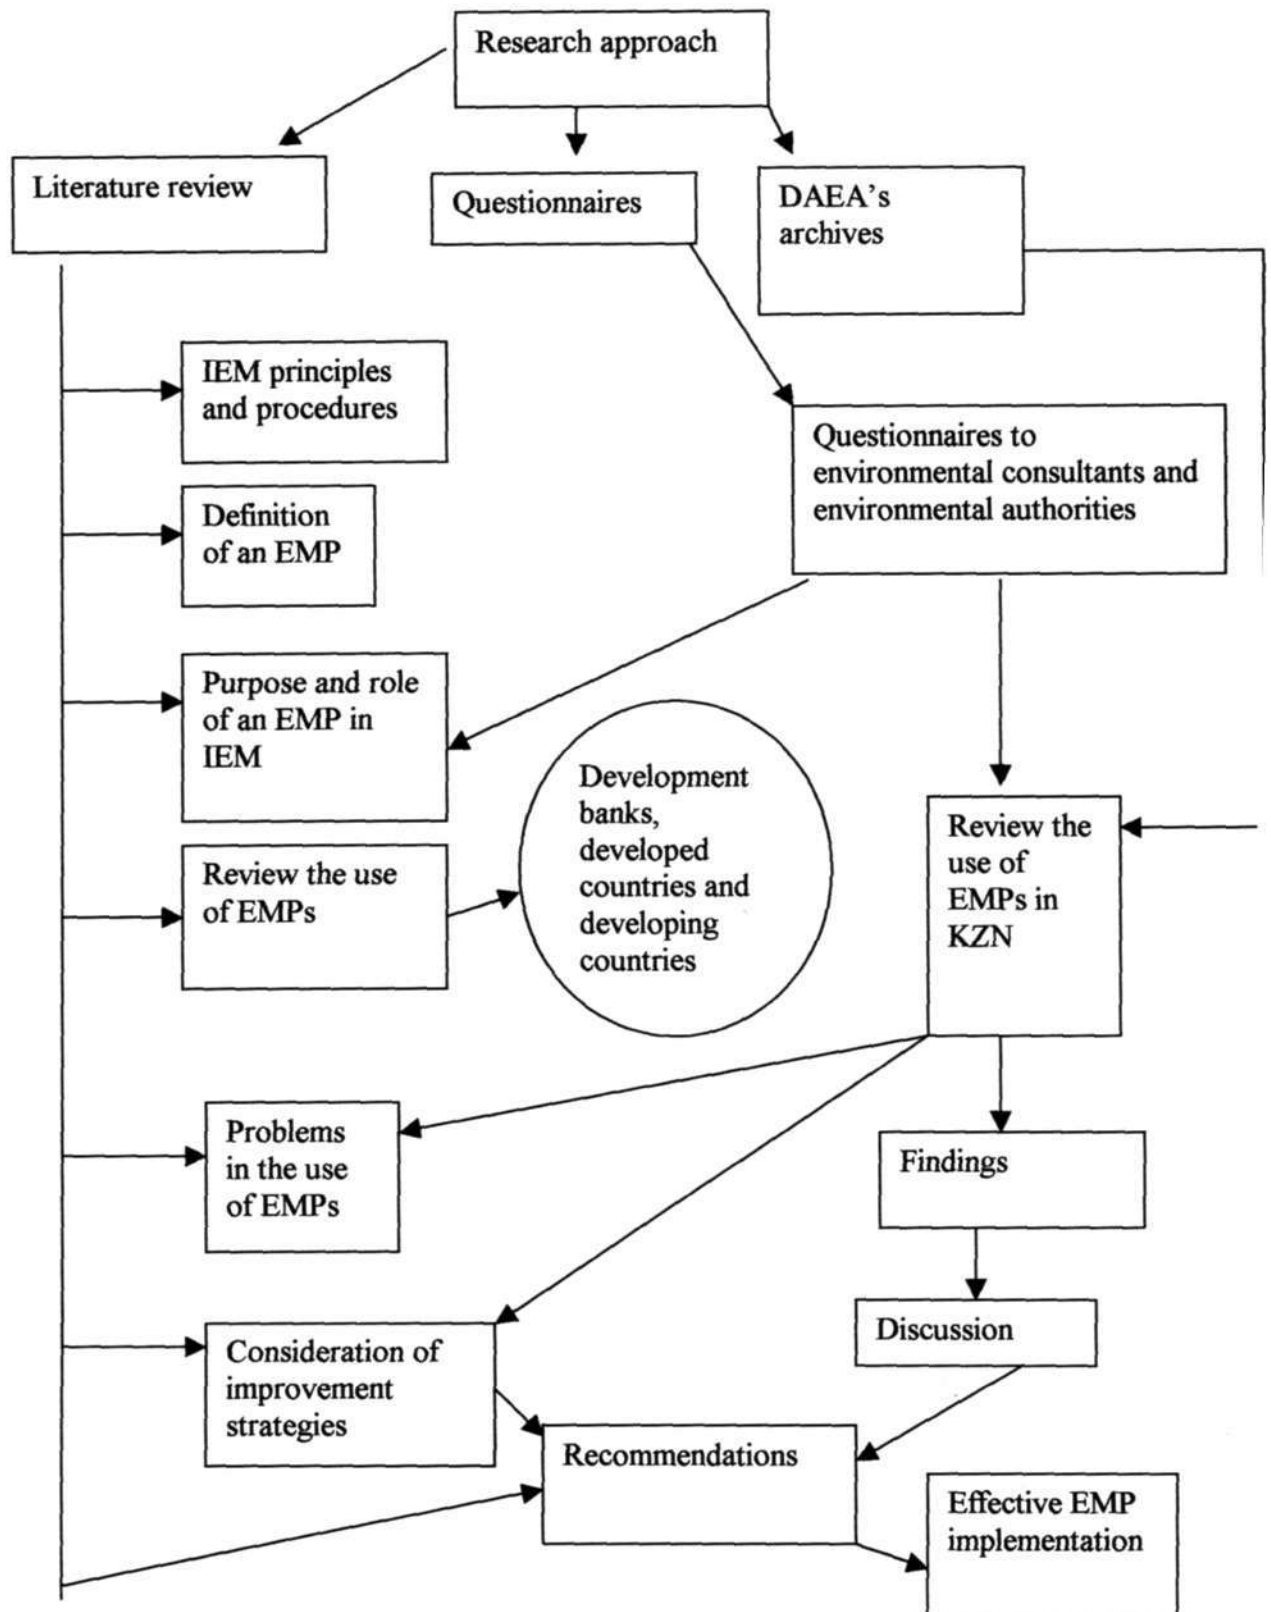 Research approach
Literature review
Questionnaires
DAEA's
archives
IEM principles
and procedures
Questionnaires to
environmental consultants and
environmental authorities
Definition
of an EMP
Purpose and role
of an EMP in
IEM
Development
banks,
developed
countries and
developing
countries
Review the
use of
EMPs in
KZN
Review the use
of EMPs
Problems
in the use
of EMPs
Findings
Discussion
Consideration of
improvement
strategies
Recommendations
Effective EMP
implementation